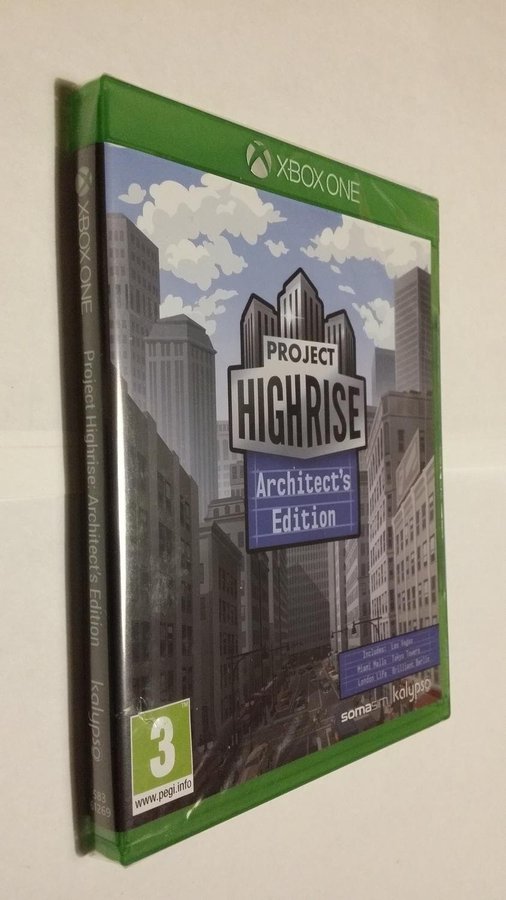 XBOX ONE
PROJECT
HIGHRISE
Architect's
Edition
Includes: Las Vegas
Miami Malls Tokyo Towers
London Life Brilliant Berlin
somasim kalypso
3
www.pegi.info
XBOX ONE Project Highrise: Architect's Edition kalypso